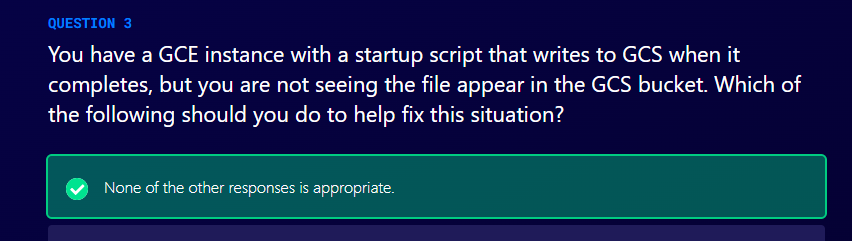 QUESTION 3
You have a GCE instance with a startup script that writes to GCS when it
completes, but you are not seeing the file appear in the GCS bucket. Which of
the following should you do to help fix this situation?
None of the other responses is appropriate.